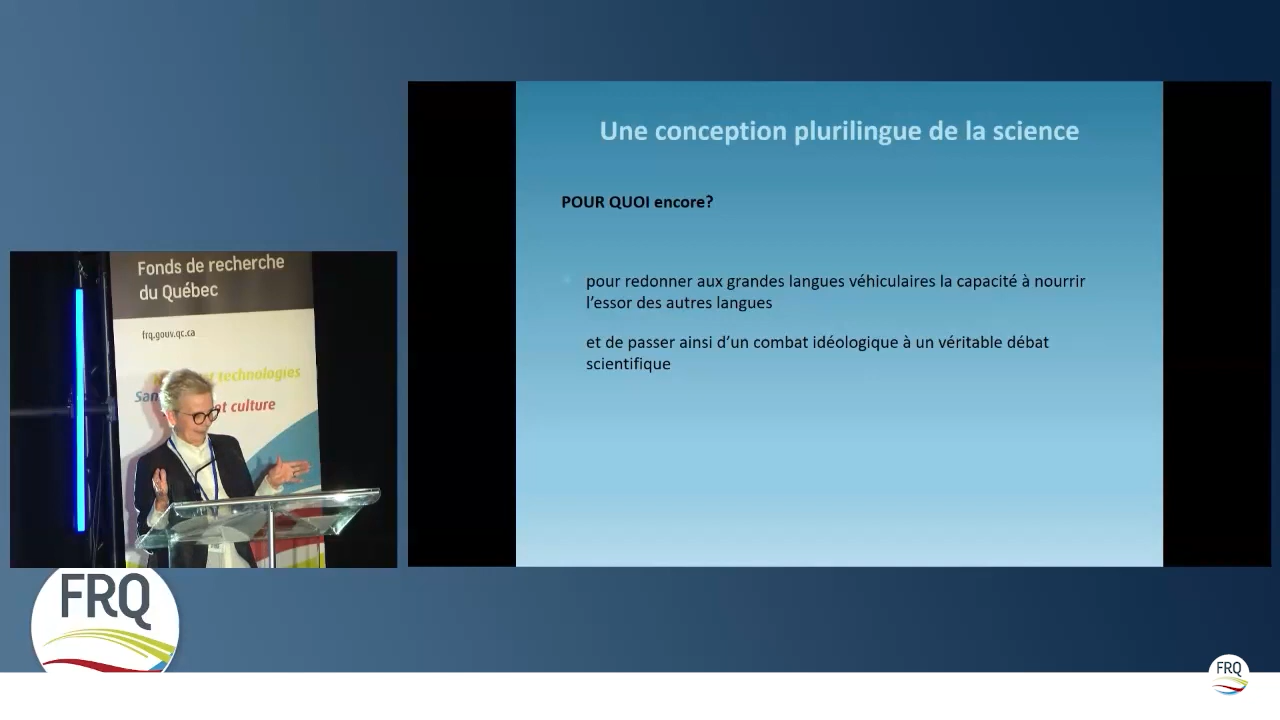 Une conception plurilingue de la science
POUR QUOI encore?
pour redonner aux grandes langues véhiculaires la capacité à nourrir
l'essor des autres langues
et de passer ainsi d'un combat idéologique à un véritable débat
scientifique
Fonds de recherche
du Québec
frq.gouv.qc.ca
et technologies
et culture
FRQ
FRQ